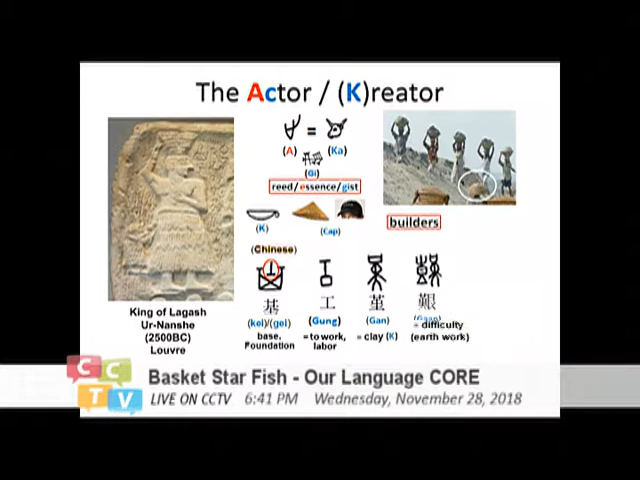 The Actor / (K)reator
=
(A) (Ka)
(Gi)
reed/essence/gist
(K) (Cap)
builders
(Chinese)
基 工 堇 艱
(kei)/(gei) (Gung) (Gan)
base. Foundation
= to work, labor
= clay (K)
= difficulty (earth work)
King of Lagash
Ur-Nanshe
(2500BC)
Louvre
CCTV
Basket Star Fish - Our Language CORE
LIVE ON CCTV 6:41 PM Wednesday, November 28, 2018